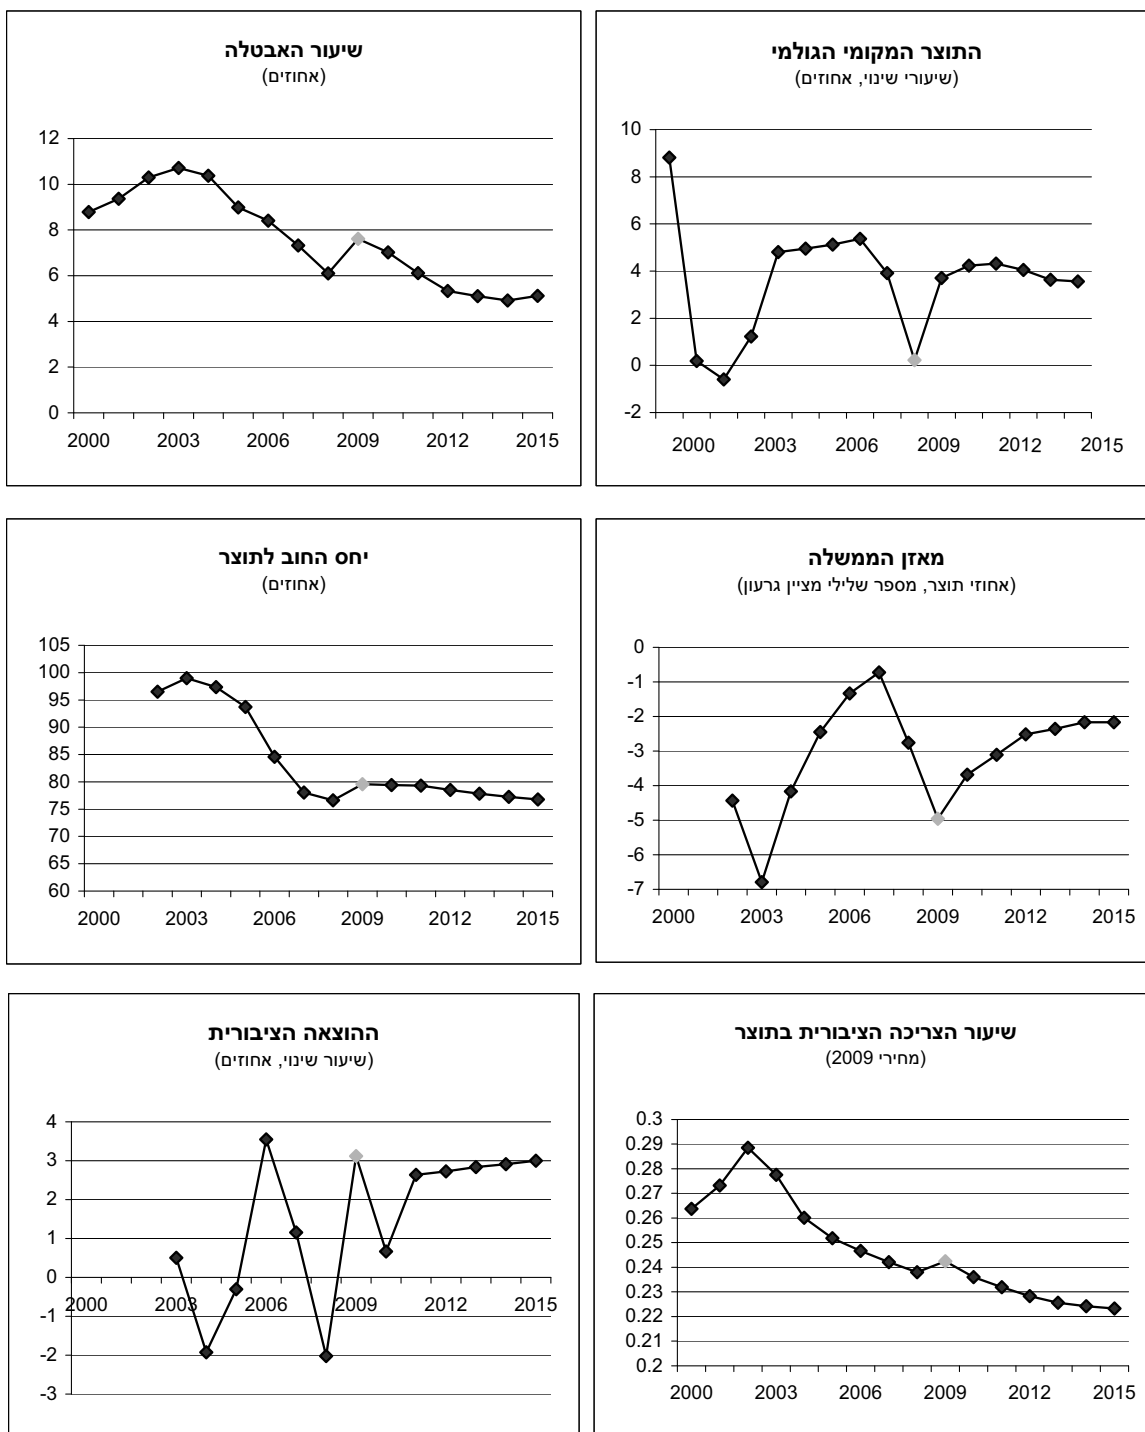 שיעור האבטלה
(אחוזים)
12
10
8
6
4
2
0
2000 2003 2006 2009 2012 2015
התוצר המקומי הגולמי
(שיעורי שינוי, אחוזים)
10
8
6
4
2
0
-2
2000 2003 2006 2009 2012 2015
יחס החוב לתוצר
(אחוזים)
105
100
95
90
85
80
75
70
65
60
2000 2003 2006 2009 2012 2015
מאזן הממשלה
(אחוזי תוצר, מספר שלילי מציין גרעון)
0
-1
-2
-3
-4
-5
-6
-7
2000 2003 2006 2009 2012 2015
ההוצאה הציבורית
(שיעור שינוי, אחוזים)
4
3
2
1
0
-1
-2
-3
2000 2003 2006 2009 2012 2015
שיעור הצריכה הציבורית בתוצר
(מחירי 2009)
0.3
0.29
0.28
0.27
0.26
0.25
0.24
0.23
0.22
0.21
0.2
2000 2003 2006 2009 2012 2015